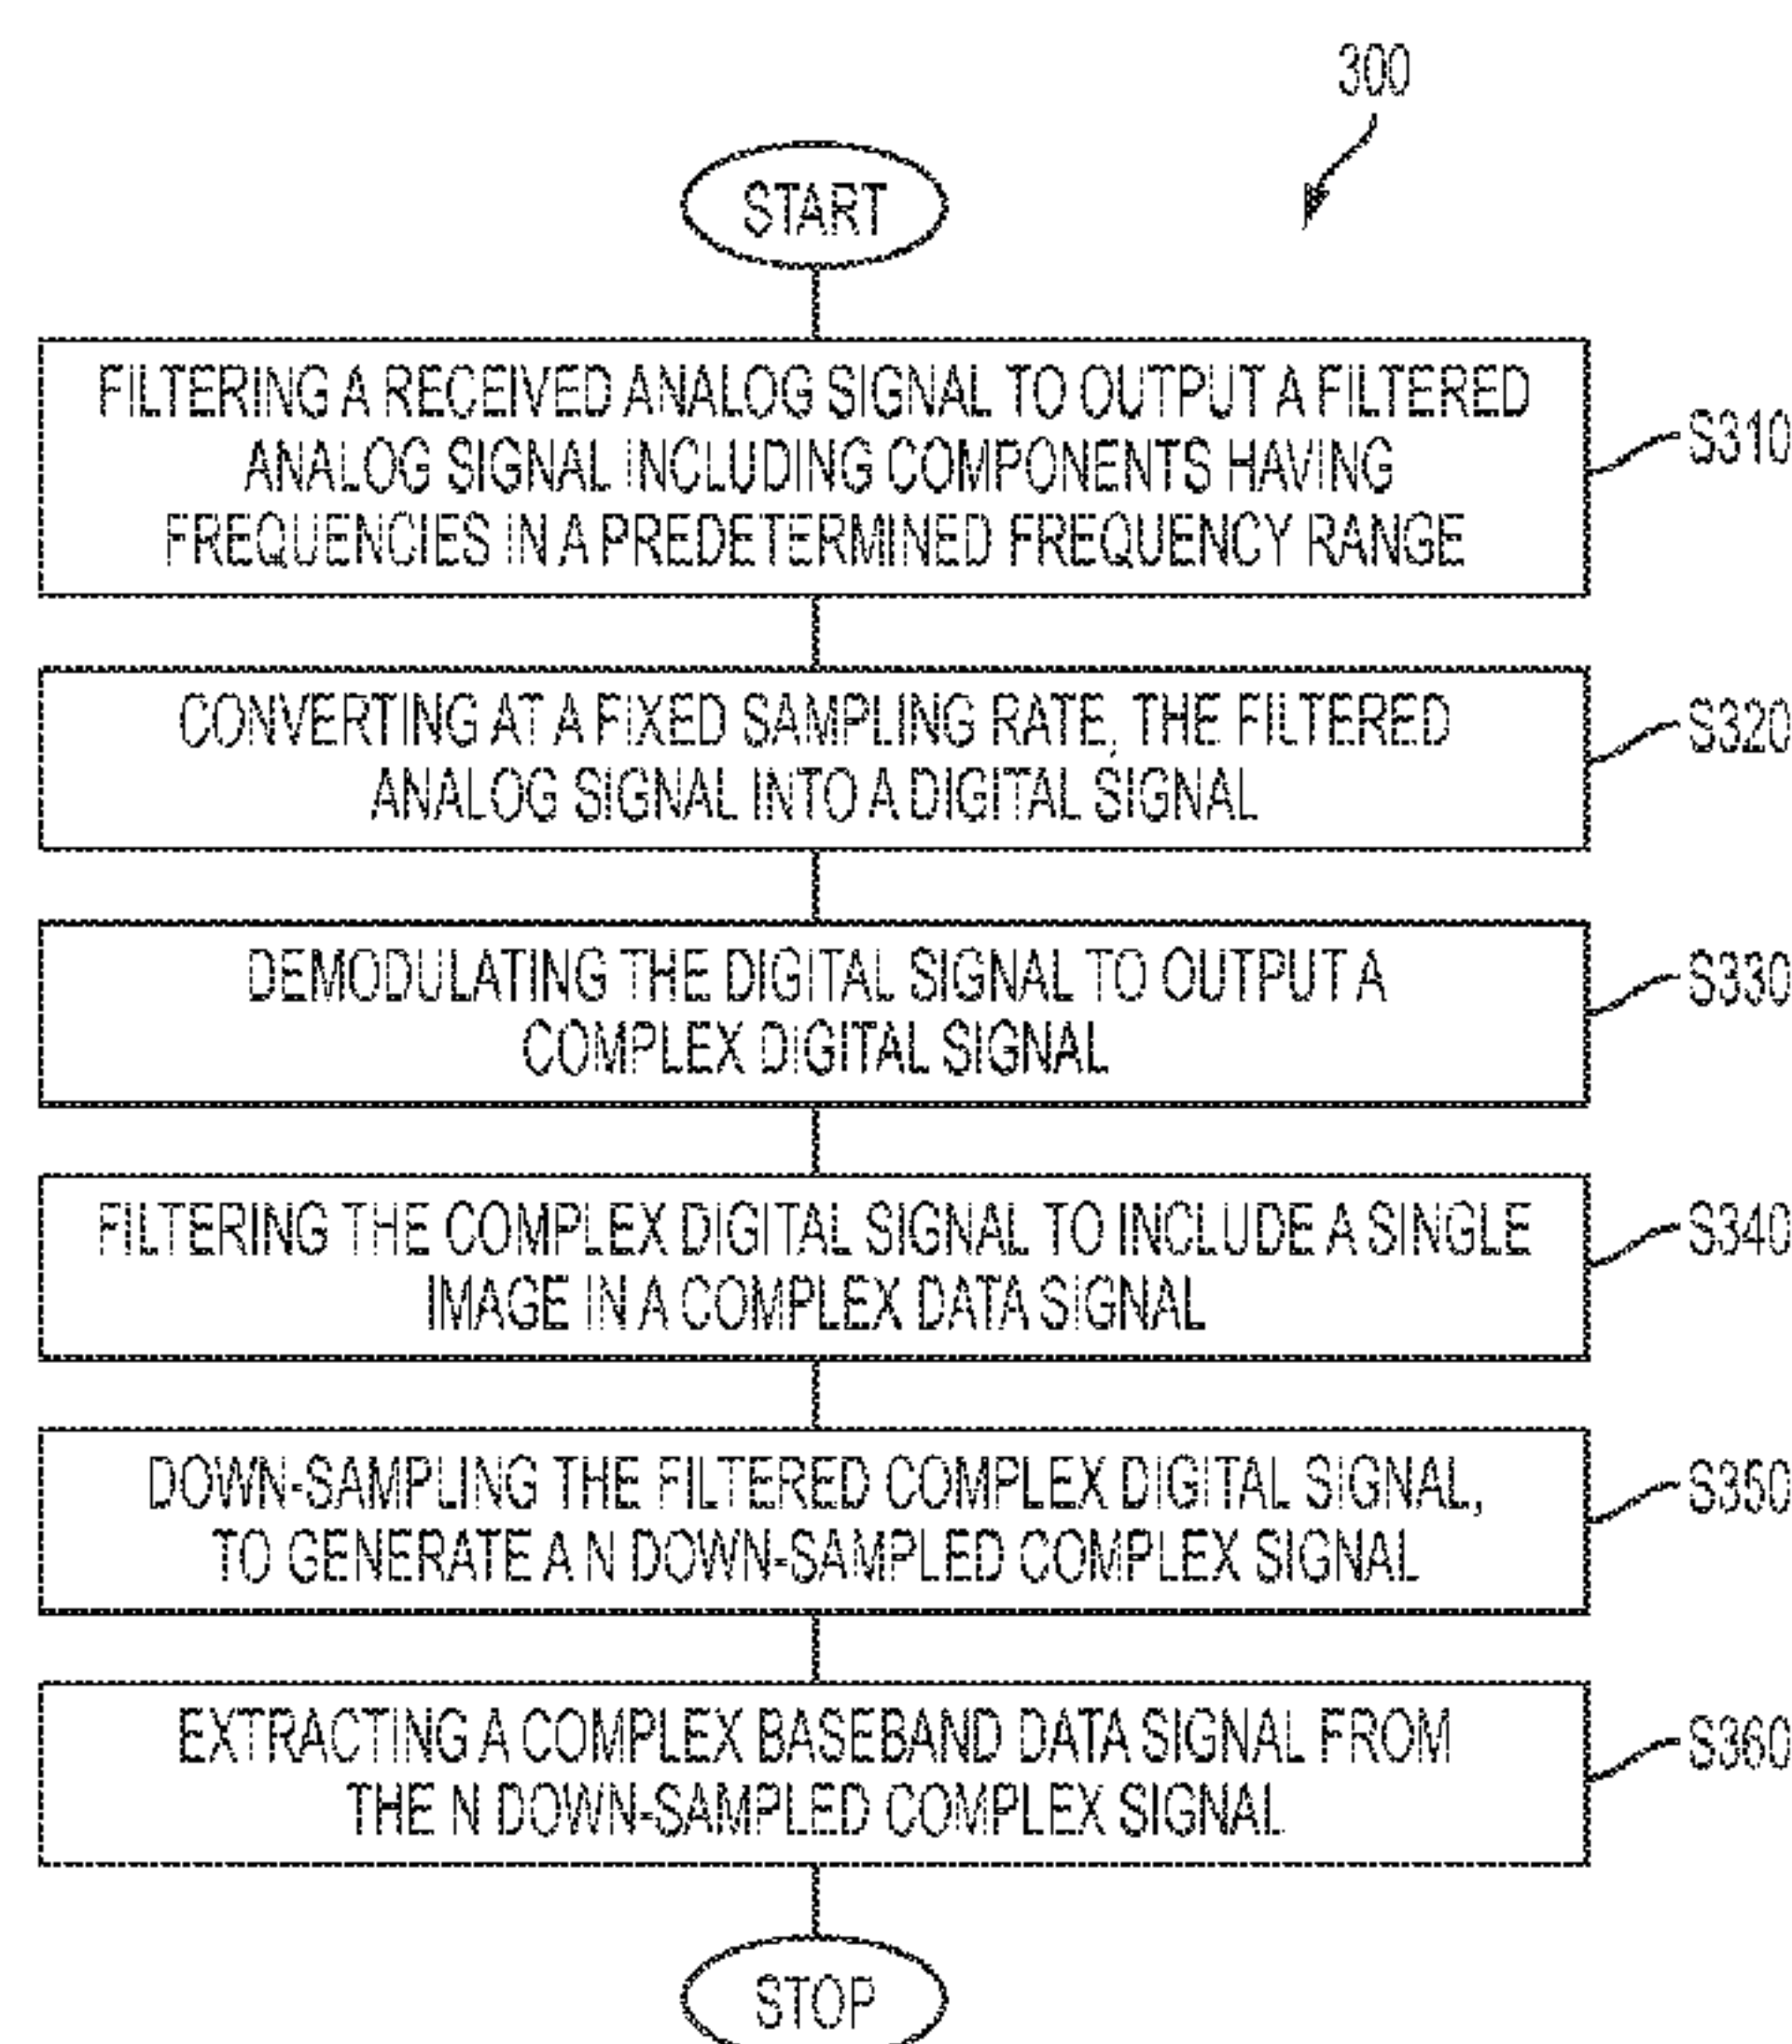 300
START
FILTERING A RECEIVED ANALOG SIGNAL TO OUTPUT A FILTERED
ANALOG SIGNAL INCLUDING COMPONENTS HAVING
FREQUENCIES IN A PREDETERMINED FREQUENCY RANGE
S310
CONVERTING AT A FIXED SAMPLING RATE, THE FILTERED
ANALOG SIGNAL INTO A DIGITAL SIGNAL
S320
DEMODULATING THE DIGITAL SIGNAL TO OUTPUT A
COMPLEX DIGITAL SIGNAL
S330
FILTERING THE COMPLEX DIGITAL SIGNAL TO INCLUDE A SINGLE
IMAGE IN A COMPLEX DATA SIGNAL
S340
DOWN-SAMPLING THE FILTERED COMPLEX DIGITAL SIGNAL,
TO GENERATE A N DOWN-SAMPLED COMPLEX SIGNAL
S350
EXTRACTING A COMPLEX BASEBAND DATA SIGNAL FROM
THE N DOWN-SAMPLED COMPLEX SIGNAL
S360
STOP